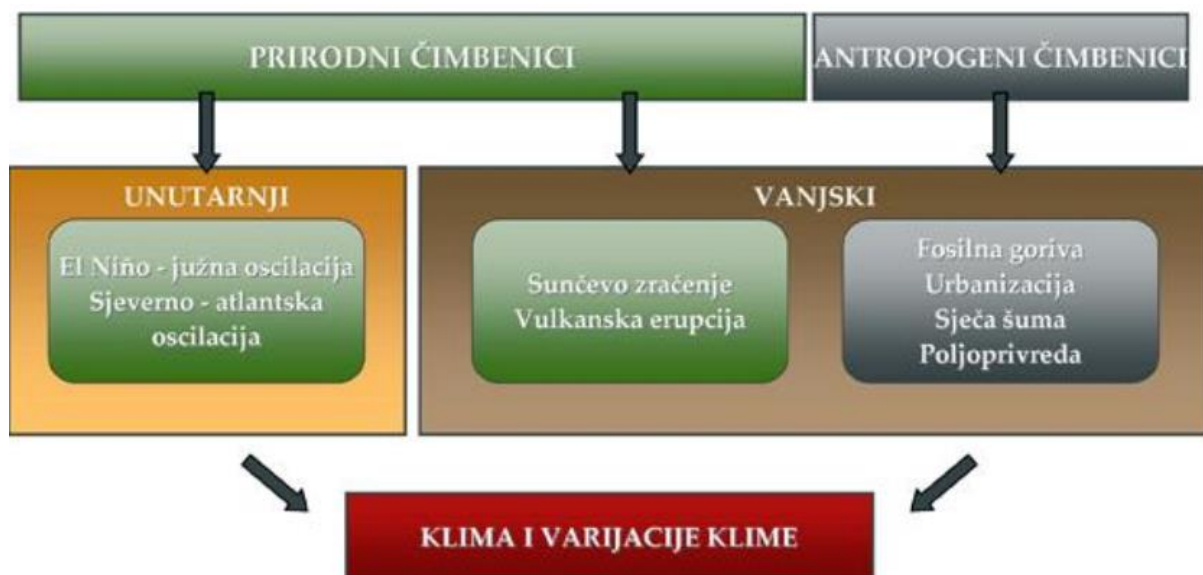 PRIRODNI ČIMBENICI
ANTROPOGENI ČIMBENICI
UNUTARNJI
El Niño - južna oscilacija
Sjeverno - atlantska
oscilacija
VANJSKI
Sunčevo zračenje
Vulkanska erupcija
Fosilna goriva
Urbanizacija
Sječa šuma
Poljoprivreda
KLIMA I VARIJACIJE KLIME